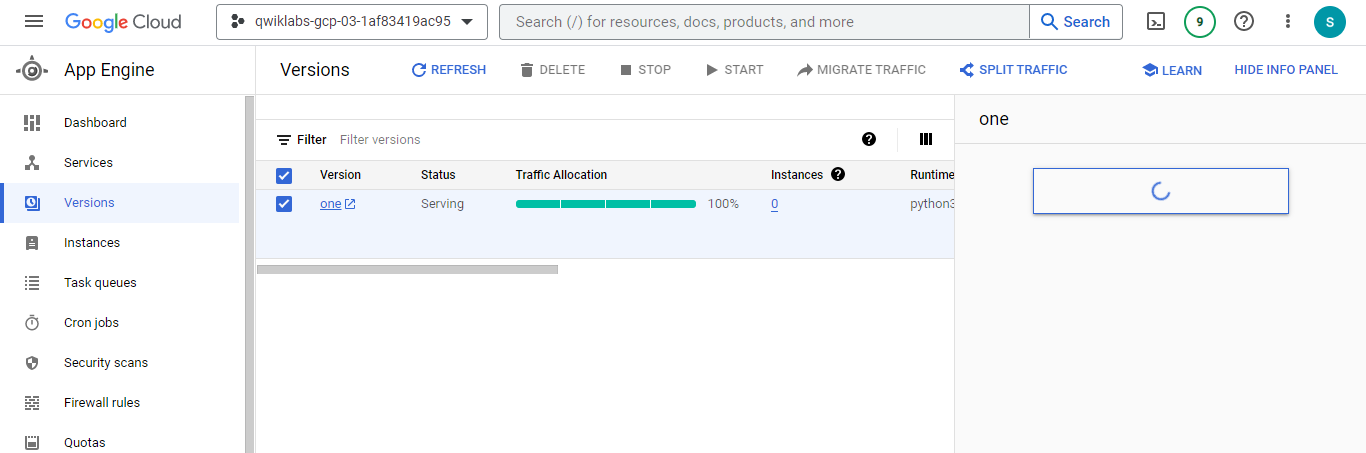 Google Cloud qwiklabs-gcp-03-1af83419ac95 Search (/) for resources, docs, products, and more Search 9 S
App Engine Versions REFRESH DELETE STOP START MIGRATE TRAFFIC SPLIT TRAFFIC LEARN HIDE INFO PANEL
Dashboard
Services
Versions
Instances
Task queues
Cron jobs
Security scans
Firewall rules
Quotas
Filter Filter versions
Version Status Traffic Allocation Instances Runtime
one Serving 100% 0 python3
one